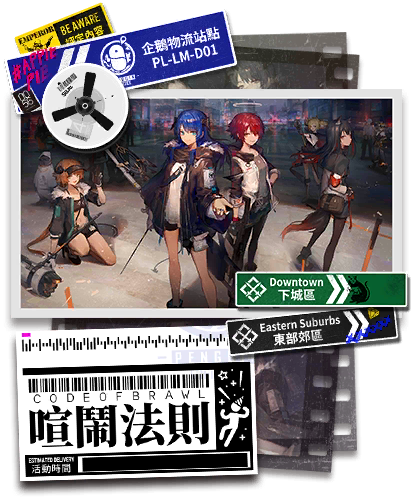 EMPEROR
BE AWARE
#APPLE
PIE
企鵝物流站點
PL-LM-D01
Downtown
下城區
Eastern Suburbs
東部郊區
PENG
CODEOFBRAWL
喧鬧法則
ESTIMATED DELIVERY
活動時間